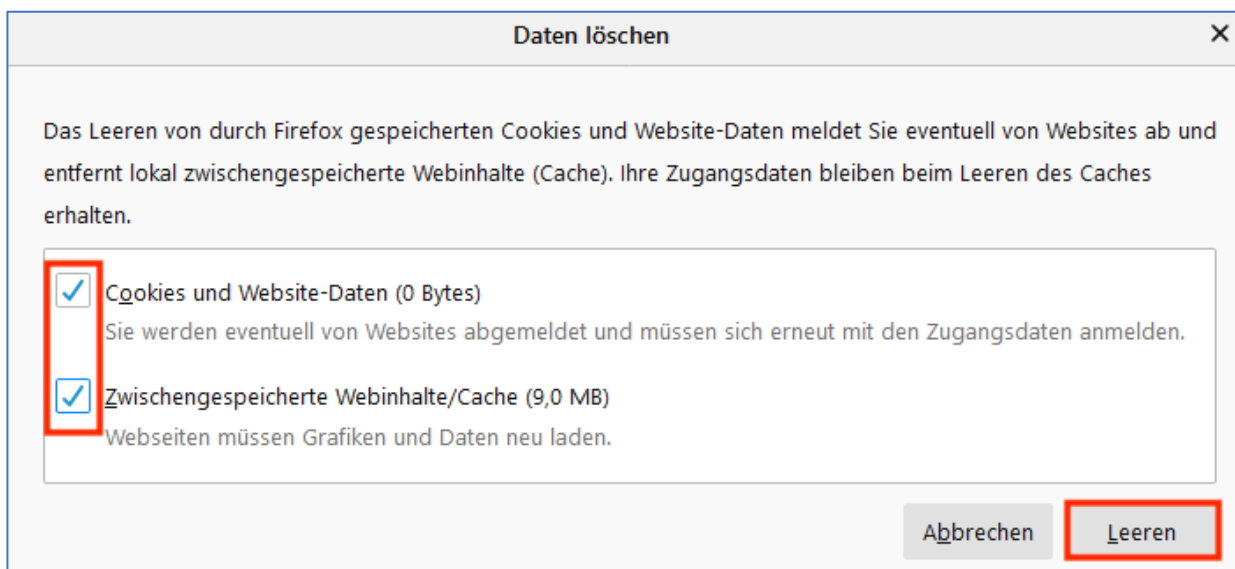 Daten löschen
Das Leeren von durch Firefox gespeicherten Cookies und Website-Daten meldet Sie eventuell von Websites ab und
entfernt lokal zwischengespeicherte Webinhalte (Cache). Ihre Zugangsdaten bleiben beim Leeren des Caches
erhalten.
Cookies und Website-Daten (0 Bytes)
Sie werden eventuell von Websites abgemeldet und müssen sich erneut mit den Zugangsdaten anmelden.
Zwischengespeicherte Webinhalte/Cache (9,0 MB)
Webseiten müssen Grafiken und Daten neu laden.
Abbrechen Leeren